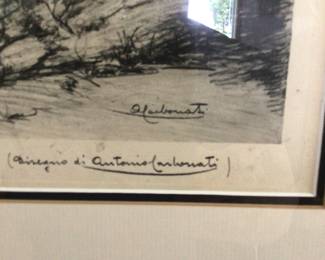 ACarbonati
(Disegno di Antonio Carbonati)